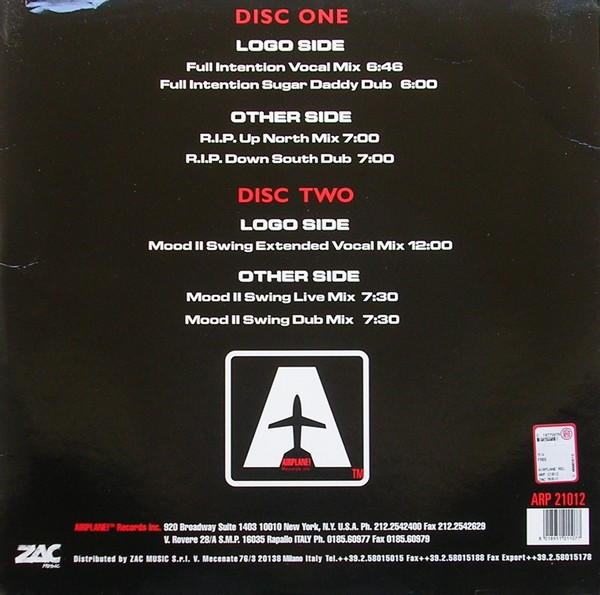 DISC ONE
LOGO SIDE
Full Intention Vocal Mix 6:46
Full Intention Sugar Daddy Dub 6:00
OTHER SIDE
R.I.P. Up North Mix 7:00
R.I.P. Down South Dub 7:00
DISC TWO
LOGO SIDE
Mood II Swing Extended Vocal Mix 12:00
OTHER SIDE
Mood II Swing Live Mix 7:30
Mood II Swing Dub Mix 7:30
A
AIRPLANE!
Records Inc.
TM
ARP 21012
AIRPLANE!™ Records Inc. 920 Broadway Suite 1403 10010 New York, N.Y. U.S.A. Ph. 212.2542400 Fax 212.2542629
V. Rovere 28/A S.M.P. 16035 Rapallo ITALY Ph. 0185.60977 Fax 0185.60979
ZAC
MUSIC
Distributed by ZAC MUSIC S.r.l. V. Mecenate 76/3 20138 Milano Italy Tel.++39.2.58015015 Fax++39.2.58015188 Fax Export++39.2.58015178